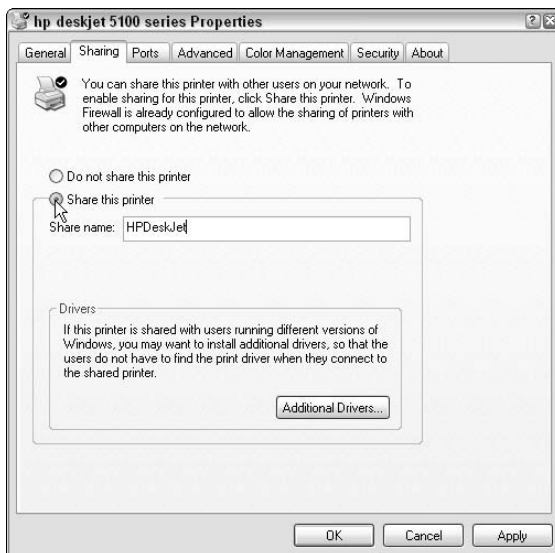 hp deskjet 5100 series Properties
General Sharing Ports Advanced Color Management Security About
You can share this printer with other users on your network. To
enable sharing for this printer, click Share this printer. Windows
Firewall is already configured to allow the sharing of printers with
other computers on the network.
Do not share this printer
Share this printer
Share name: HPDeskJet
Drivers
If this printer is shared with users running different versions of
Windows, you may want to install additional drivers, so that the
users do not have to find the print driver when they connect to
the shared printer.
Additional Drivers...
OK Cancel Apply